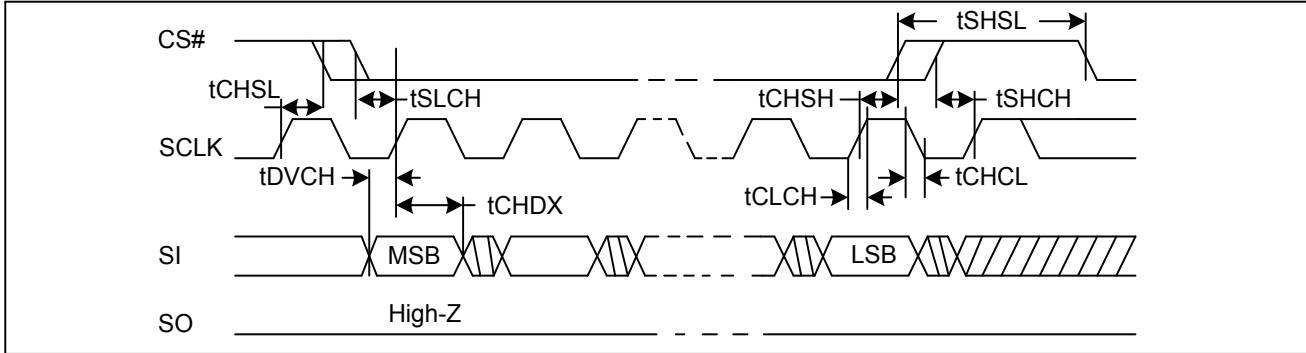 tSHSL
CS#
tCHSL
tSLCH
tCHSH
tSHCH
SCLK
tDVCH
tCHCL
tCLCH
tCHDX
SI
MSB
LSB
High-Z
SO